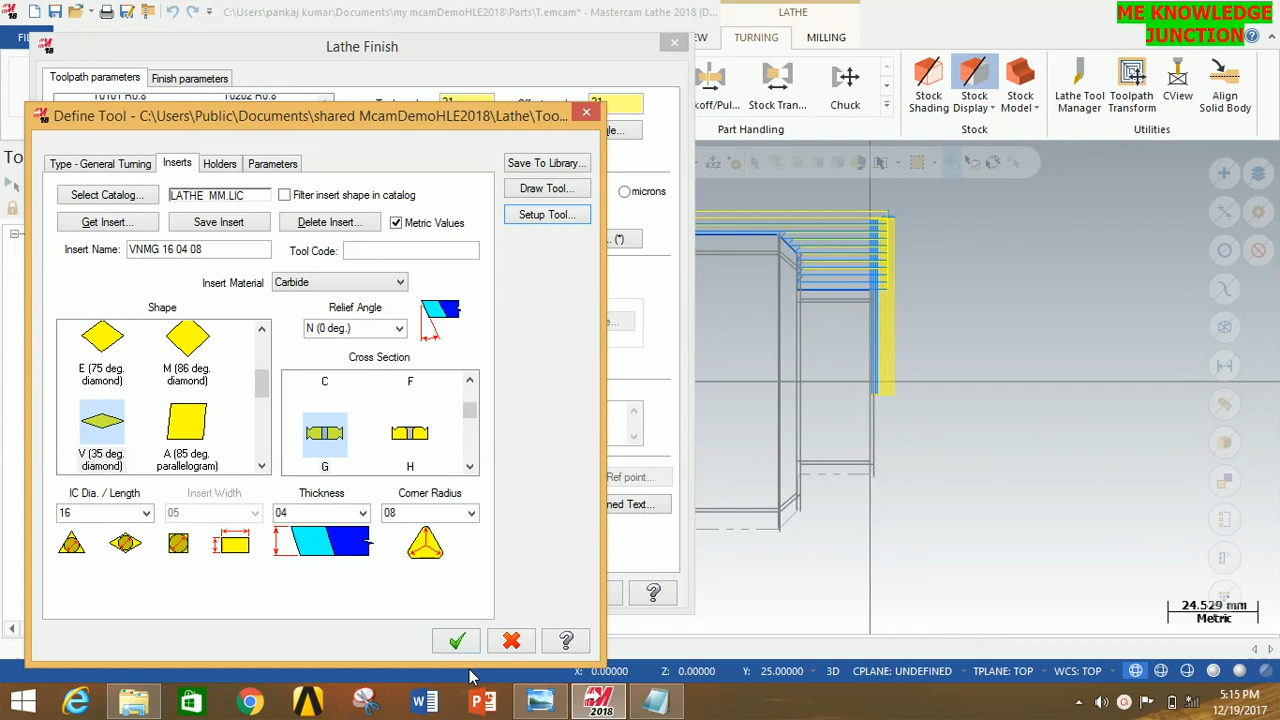 C:\Users\pankaj kumar\Documents\my mcamDemoHLE2018\Parts\T.emcam* - Mastercam Lathe 2018 (D...
LATHE
ME KNOWLEDGE
JUNCTION
Lathe Finish
TURNING
MILLING
Toolpath parameters
Finish parameters
Define Tool - C:\Users\Public\Documents\shared McamDemoHLE2018\Lathe\Too...
koff/Pul...
Stock Tran...
Chuck
Part Handling
Stock
Shading
Stock
Display
Stock
Model
Stock
Lathe Tool
Manager
Toolpath
Transform
CView
Align
Solid Body
Utilities
Type - General Turning
Inserts
Holders
Parameters
Save To Library...
Draw Tool...
Setup Tool...
microns
Select Catalog...
LATHE_MM.LIC
Filter insert shape in catalog
Get Insert...
Save Insert
Delete Insert...
Metric Values
Insert Name:
VNMG 16 04 08
Tool Code:
Insert Material
Carbide
Shape
Relief Angle
N (0 deg.)
Cross Section
E (75 deg.
diamond)
M (86 deg.
diamond)
V (35 deg.
diamond)
A (85 deg.
parallelogram)
C
F
G
H
Ref point...
IC Dia. / Length
Insert Width
Thickness
Corner Radius
16
05
04
08
24.529 mm
Metric
X: 0.00000
Z: 0.00000
Y: 25.00000
3D
CPLANE: UNDEFINED
TPLANE: TOP
WCS: TOP
2018
5:15 PM
12/19/2017